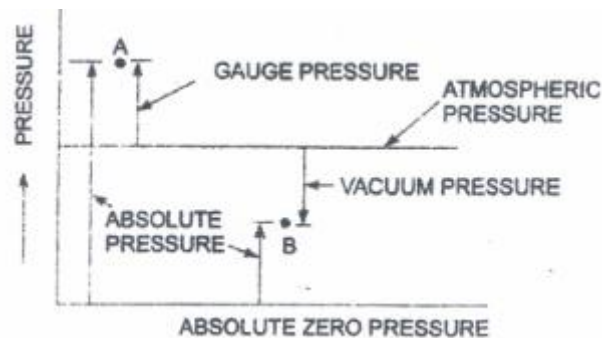 PRESSURE
A
GAUGE PRESSURE
ATMOSPHERIC
PRESSURE
VACUUM PRESSURE
ABSOLUTE
PRESSURE
B
ABSOLUTE ZERO PRESSURE